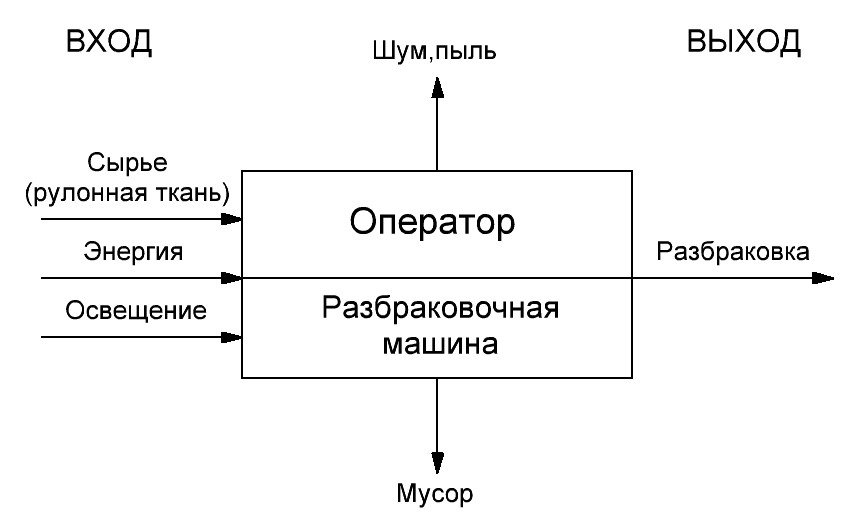 ВХОД
Шум,пыль
ВЫХОД
Сырье
(рулонная ткань)
Оператор
Энергия
Разбраковка
Освещение
Разбраковочная
машина
Мусор